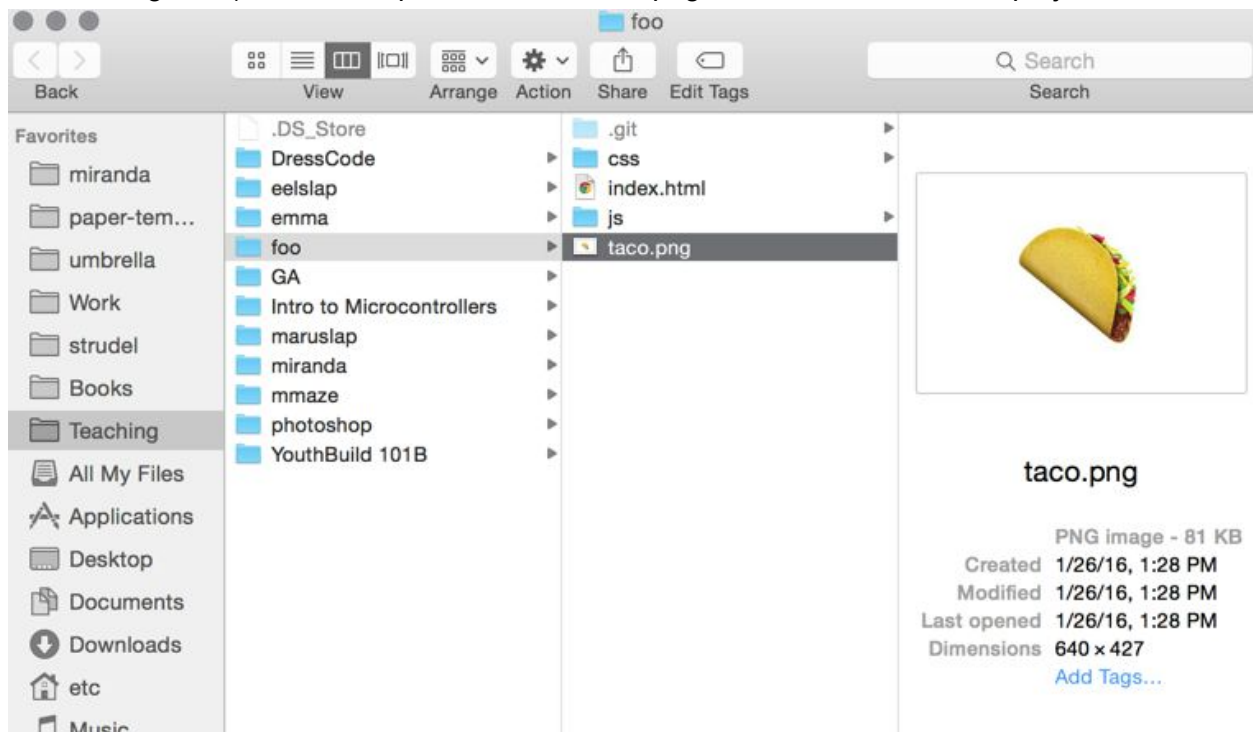 foo
Back View Arrange Action Share Edit Tags Search
Search
Favorites
miranda
paper-tem...
umbrella
Work
strudel
Books
Teaching
All My Files
Applications
Desktop
Documents
Downloads
etc
Music
.DS_Store
DressCode
eelslap
emma
foo
GA
Intro to Microcontrollers
maruslap
miranda
mmaze
photoshop
YouthBuild 101B
.git
css
index.html
js
taco.png
taco.png
PNG image - 81 KB
Created 1/26/16, 1:28 PM
Modified 1/26/16, 1:28 PM
Last opened 1/26/16, 1:28 PM
Dimensions 640 × 427
Add Tags...